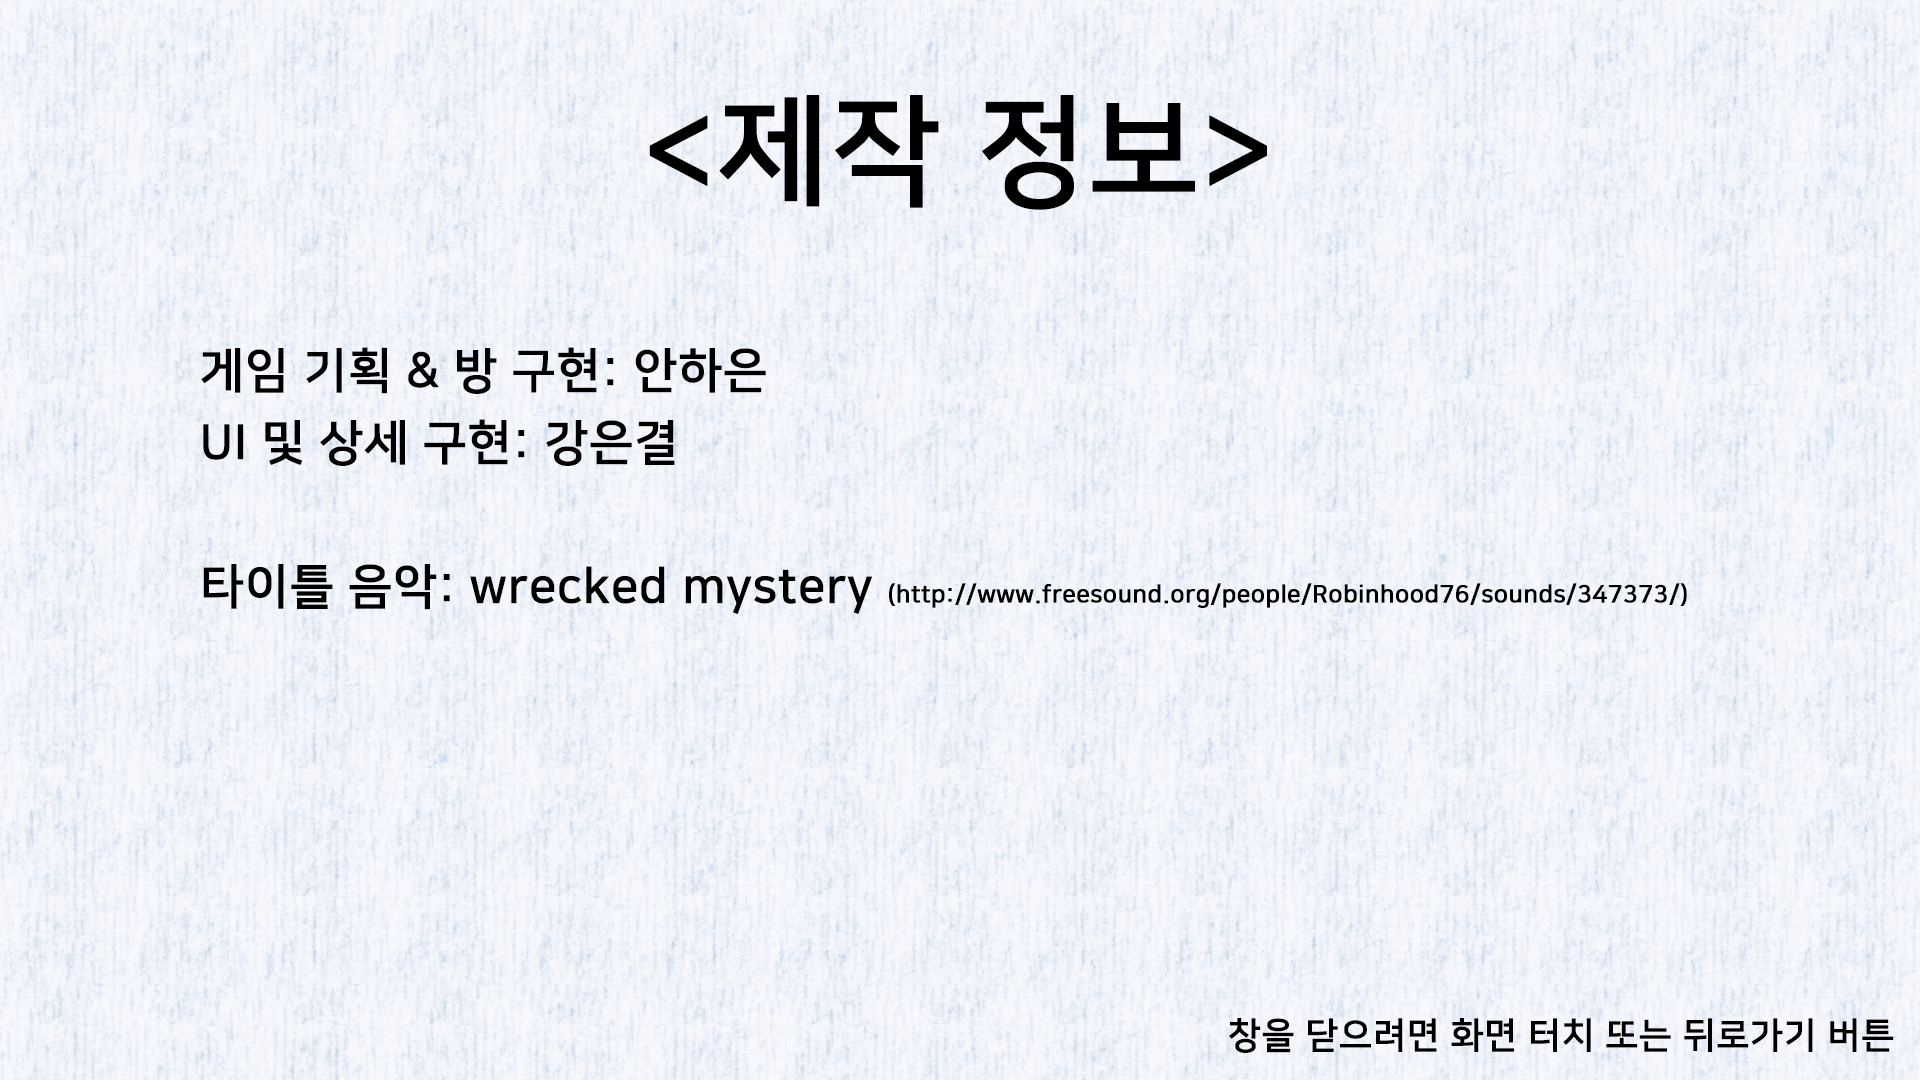 <제작 정보>
게임 기획 & 방 구현: 안하은
UI 및 상세 구현: 강은결
타이틀 음악: wrecked mystery (http://www.freesound.org/people/Robinhood76/sounds/347373/)
창을 닫으려면 화면 터치 또는 뒤로가기 버튼